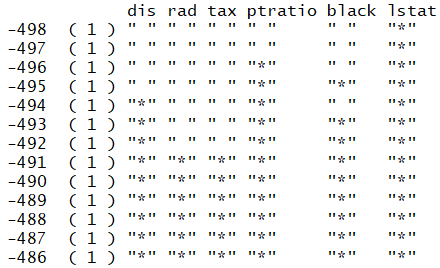 dis rad tax ptratio black lstat
-498 ( 1 ) " " " " " " " " " " "*"
-497 ( 1 ) " " " " " " " " " " "*"
-496 ( 1 ) " " " " " " "*" " " "*"
-495 ( 1 ) " " " " " " "*" "*" "*"
-494 ( 1 ) "*" " " " " "*" " " "*"
-493 ( 1 ) "*" " " " " "*" "*" "*"
-492 ( 1 ) "*" " " " " "*" "*" "*"
-491 ( 1 ) "*" "*" "*" "*" "*" "*"
-490 ( 1 ) "*" "*" "*" "*" "*" "*"
-489 ( 1 ) "*" "*" "*" "*" "*" "*"
-488 ( 1 ) "*" "*" "*" "*" "*" "*"
-487 ( 1 ) "*" "*" "*" "*" "*" "*"
-486 ( 1 ) "*" "*" "*" "*" "*" "*"